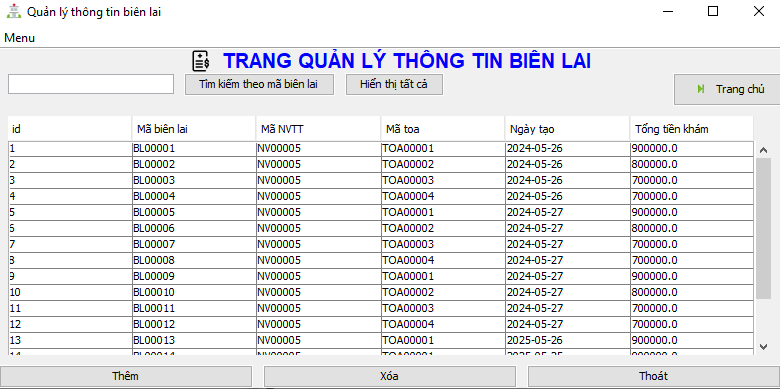 Quản lý thông tin biên lai
Menu
TRANG QUẢN LÝ THÔNG TIN BIÊN LAI
Tìm kiếm theo mã biên lai Hiển thị tất cả Trang chủ
id Mã biên lai Mã NVTT Mã toa Ngày tạo Tổng tiền khám
1 BL00001 NV00005 TOA00001 2024-05-26 900000.0
2 BL00002 NV00005 TOA00002 2024-05-26 800000.0
3 BL00003 NV00005 TOA00003 2024-05-26 700000.0
4 BL00004 NV00005 TOA00004 2024-05-26 700000.0
5 BL00005 NV00005 TOA00001 2024-05-27 900000.0
6 BL00006 NV00005 TOA00002 2024-05-27 800000.0
7 BL00007 NV00005 TOA00003 2024-05-27 700000.0
8 BL00008 NV00005 TOA00004 2024-05-27 700000.0
9 BL00009 NV00005 TOA00001 2024-05-27 900000.0
10 BL00010 NV00005 TOA00002 2024-05-27 800000.0
11 BL00011 NV00005 TOA00003 2024-05-27 700000.0
12 BL00012 NV00005 TOA00004 2024-05-27 700000.0
13 BL00013 NV00005 TOA00001 2025-05-26 900000.0
Thêm Xóa Thoát